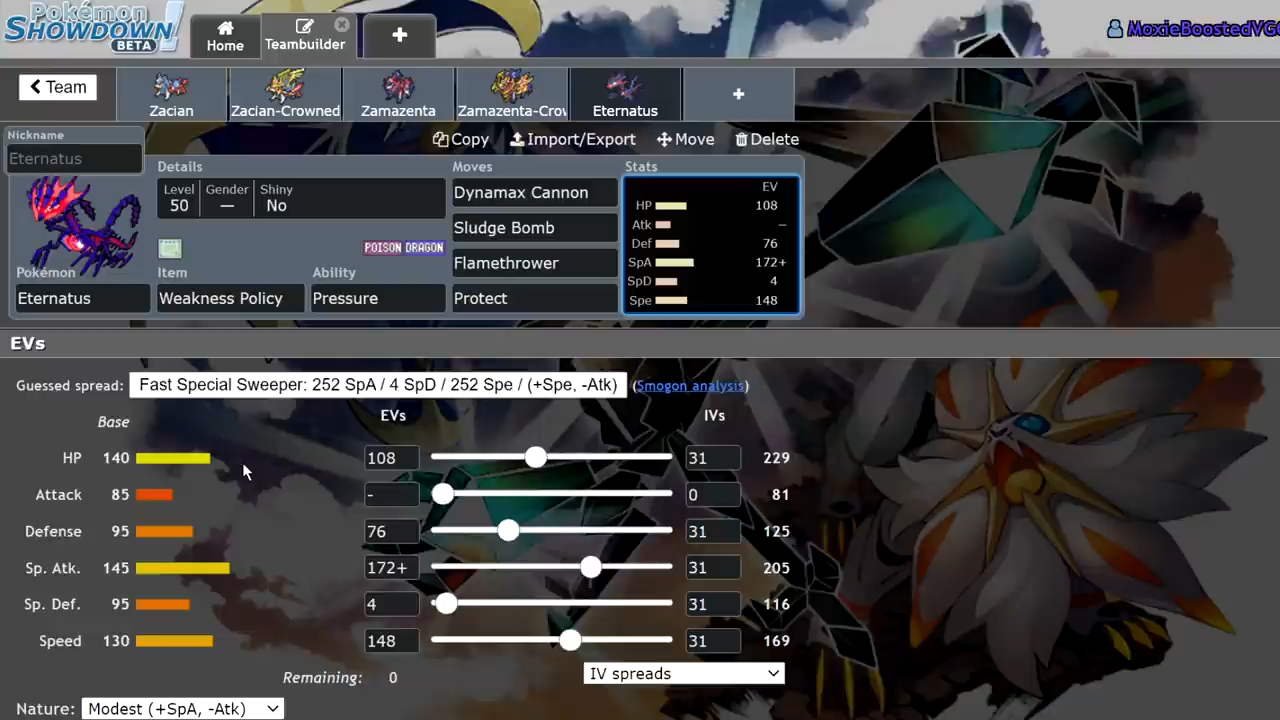 Pokémon
SHOWDOWN!
BETA
Home
Teambuilder
+
MoxieBoostedVG
< Team
Zacian
Zacian-Crowned
Zamazenta
Zamazenta-Cro
Eternatus
+
Copy
Import/Export
Move
Delete
Nickname
Eternatus
Details
Level Gender Shiny
50 — No
POISON DRAGON
Pokémon Item Ability
Eternatus Weakness Policy Pressure
Moves
Dynamax Cannon
Sludge Bomb
Flamethrower
Protect
Stats
EV
HP 108
Atk –
Def 76
SpA 172+
SpD 4
Spe 148
EVs
Guessed spread: Fast Special Sweeper: 252 SpA / 4 SpD / 252 Spe / (+Spe, -Atk) (Smogon analysis)
Base EVs IVs
HP 140 108 31 229
Attack 85 - 0 81
Defense 95 76 31 125
Sp. Atk. 145 172+ 31 205
Sp. Def. 95 4 31 116
Speed 130 148 31 169
Remaining: 0 IV spreads
Nature: Modest (+SpA, -Atk)